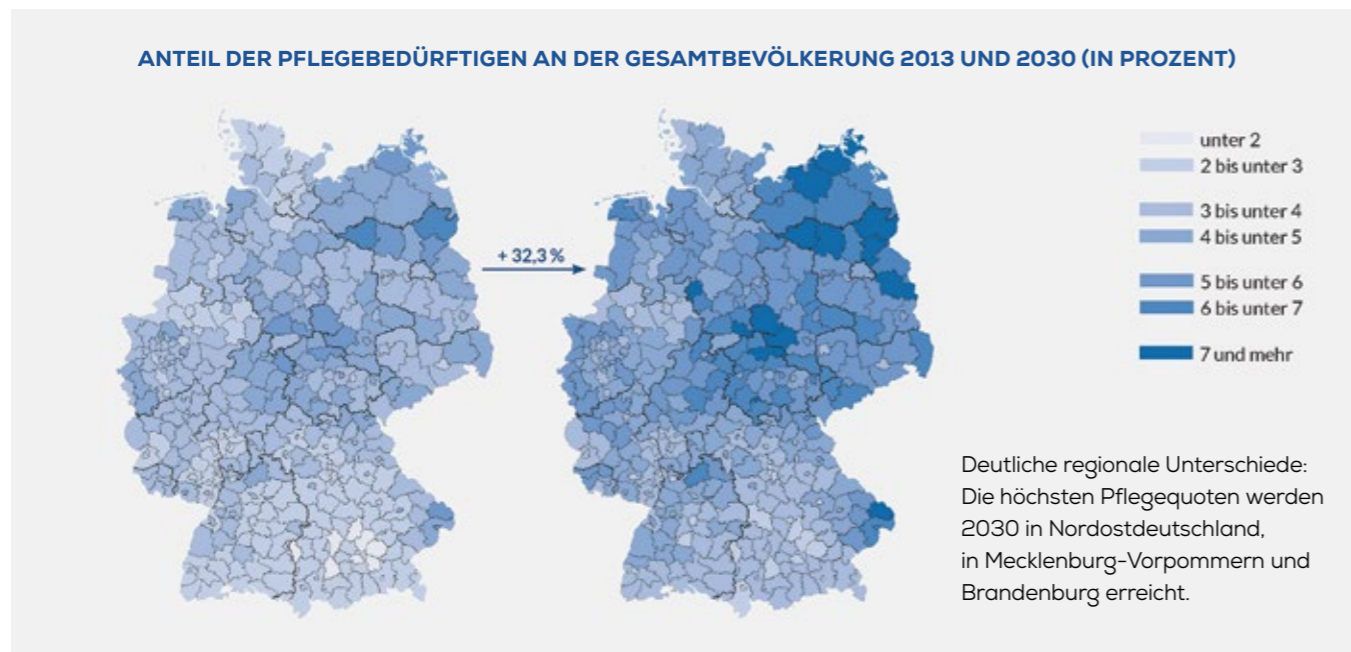 ANTEIL DER PFLEGEBEDÜRFTIGEN AN DER GESAMTBEVÖLKERUNG 2013 UND 2030 (IN PROZENT)
+ 32,3 %
unter 2
2 bis unter 3
3 bis unter 4
4 bis unter 5
5 bis unter 6
6 bis unter 7
7 und mehr
Deutliche regionale Unterschiede:
Die höchsten Pflegequoten werden
2030 in Nordostdeutschland,
in Mecklenburg-Vorpommern und
Brandenburg erreicht.